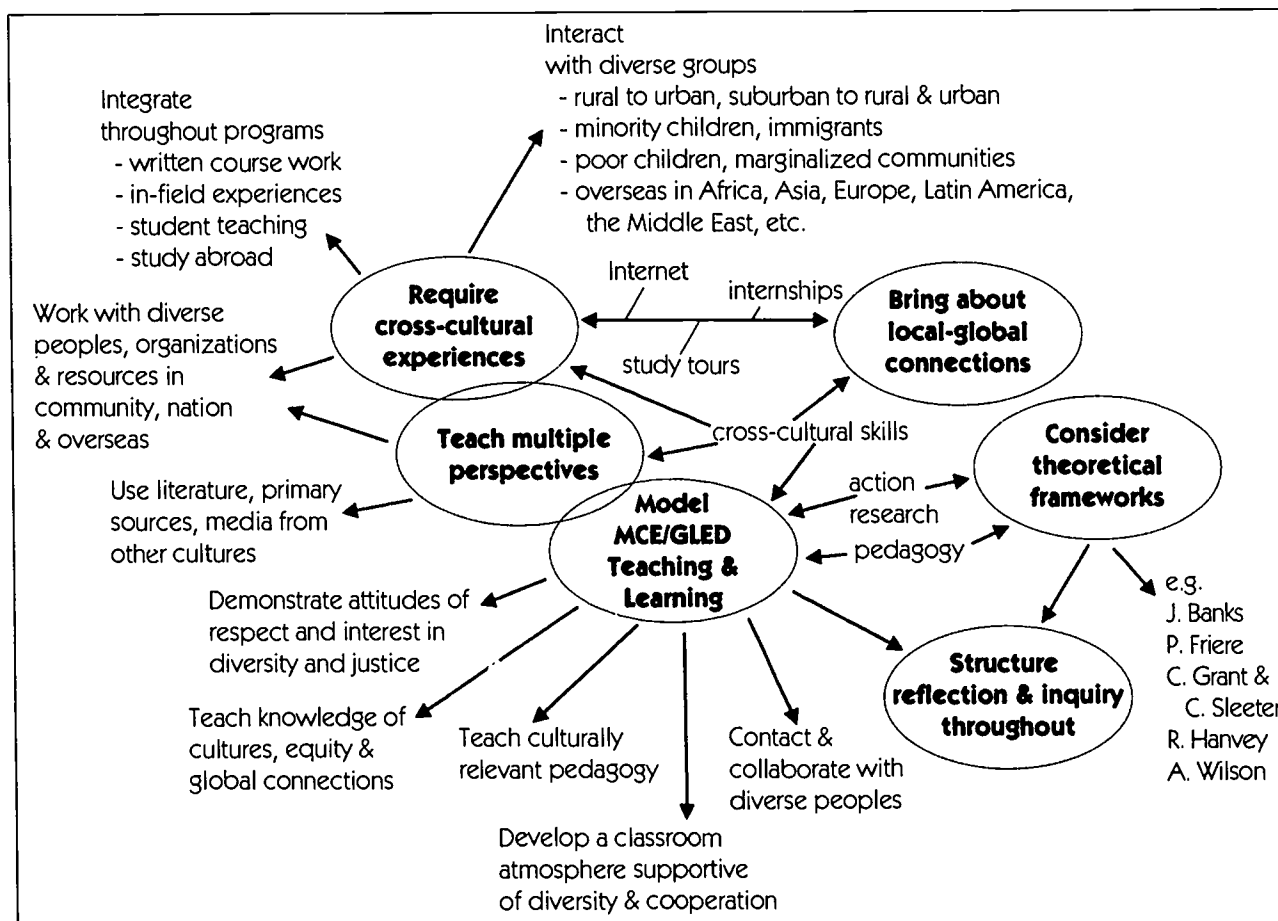 Interact
with diverse groups
- rural to urban, suburban to rural & urban
- minority children, immigrants
- poor children, marginalized communities
- overseas in Africa, Asia, Europe, Latin America,
the Middle East, etc.
Integrate
throughout programs
- written course work
- in-field experiences
- student teaching
- study abroad
Require
cross-cultural
experiences
Internet
internships
study tours
Bring about
local-global
connections
Work with diverse
peoples, organizations
& resources in
community, nation
& overseas
Teach multiple
perspectives
cross-cultural skills
Consider
theoretical
frameworks
Use literature, primary
sources, media from
other cultures
Model
MCE/GLED
Teaching &
Learning
action
research
pedagogy
Demonstrate attitudes of
respect and interest in
diversity and justice
Structure
reflection & inquiry
throughout
e.g.
J. Banks
P. Friere
C. Grant &
C. Sleeter
R. Hanvey
A. Wilson
Teach knowledge of
cultures, equity &
global connections
Teach culturally
relevant pedagogy
Contact &
collaborate with
diverse peoples
Develop a classroom
atmosphere supportive
of diversity & cooperation